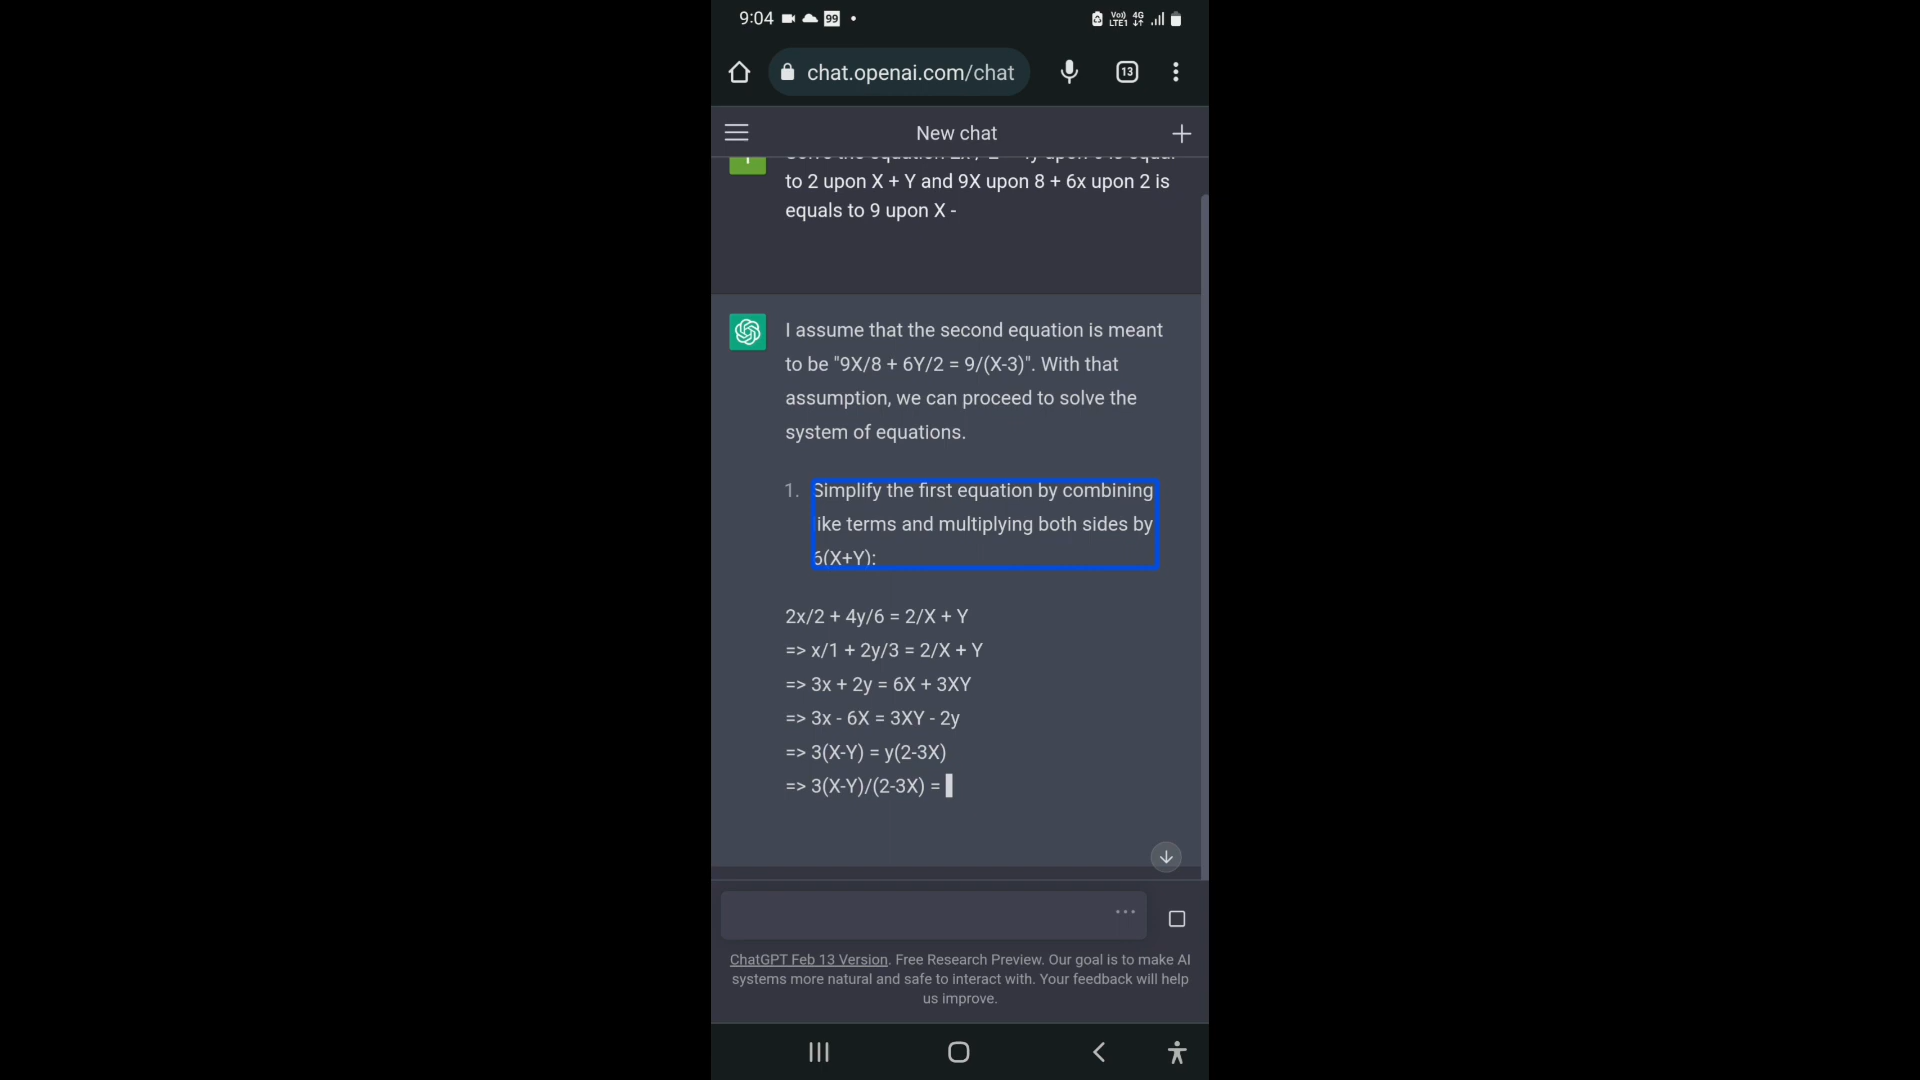 9:04 99
Vo) LTE1 4G
chat.openai.com/chat
13
New chat
to 2 upon X + Y and 9X upon 8 + 6x upon 2 is
equals to 9 upon X -
I assume that the second equation is meant
to be "9X/8 + 6Y/2 = 9/(X-3)". With that
assumption, we can proceed to solve the
system of equations.
1. Simplify the first equation by combining
like terms and multiplying both sides by
6(X+Y):
2x/2 + 4y/6 = 2/X + Y
=> x/1 + 2y/3 = 2/X + Y
=> 3x + 2y = 6X + 3XY
=> 3x - 6X = 3XY - 2y
=> 3(X-Y) = y(2-3X)
=> 3(X-Y)/(2-3X) =
ChatGPT Feb 13 Version. Free Research Preview. Our goal is to make AI
systems more natural and safe to interact with. Your feedback will help
us improve.